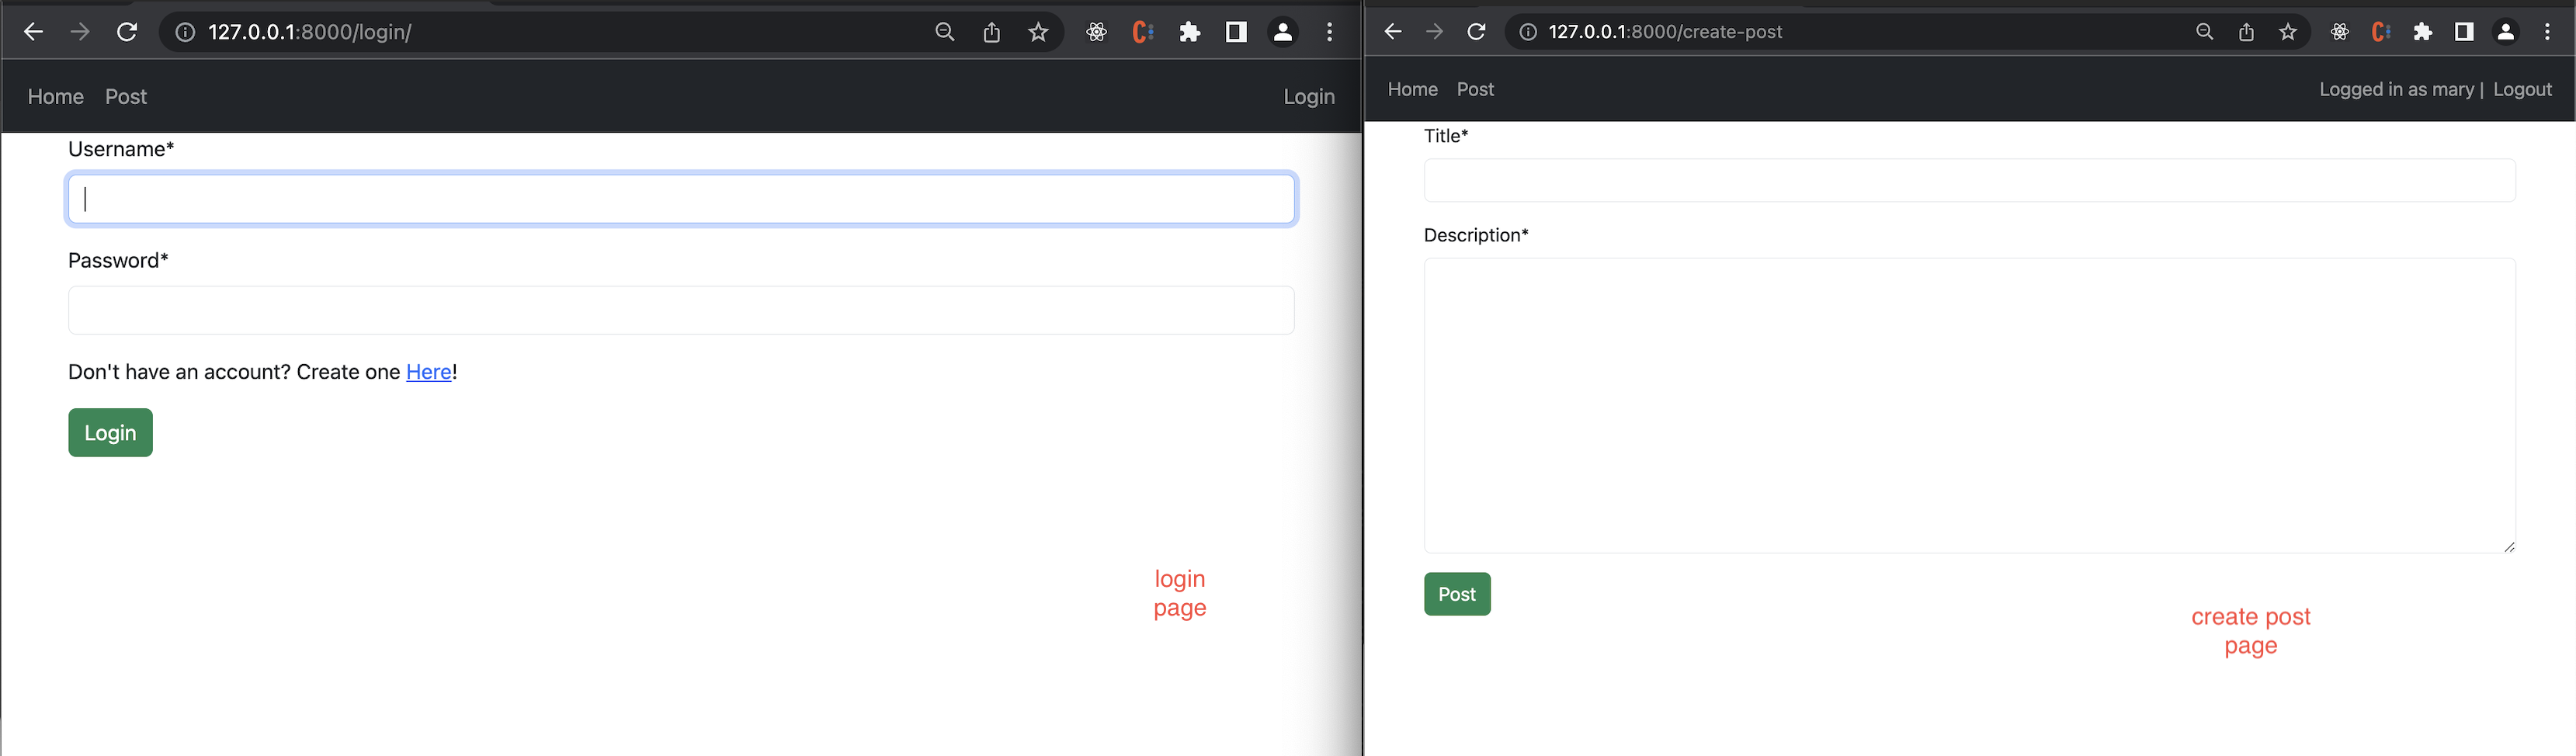 127.0.0.1:8000/login/
Home Post Login
Username*
Password*
Don't have an account? Create one Here!
Login
login
page
127.0.0.1:8000/create-post
Home Post Logged in as mary | Logout
Title*
Description*
Post
create post
page